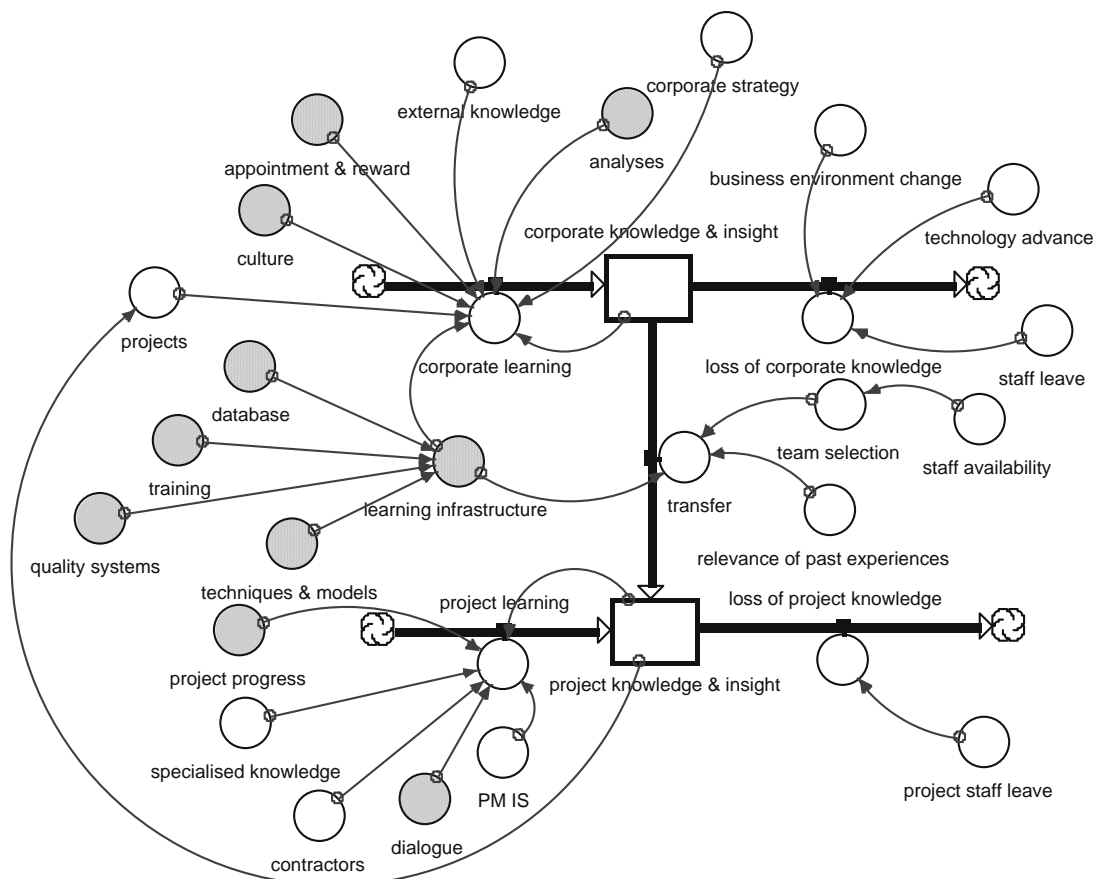 corporate strategy
external knowledge
analyses
appointment & reward
business environment change
corporate knowledge & insight
technology advance
culture
projects
corporate learning
loss of corporate knowledge
staff leave
database
team selection
staff availability
training
learning infrastructure
transfer
quality systems
relevance of past experiences
techniques & models
project learning
loss of project knowledge
project progress
project knowledge & insight
specialised knowledge
PM IS
project staff leave
dialogue
contractors